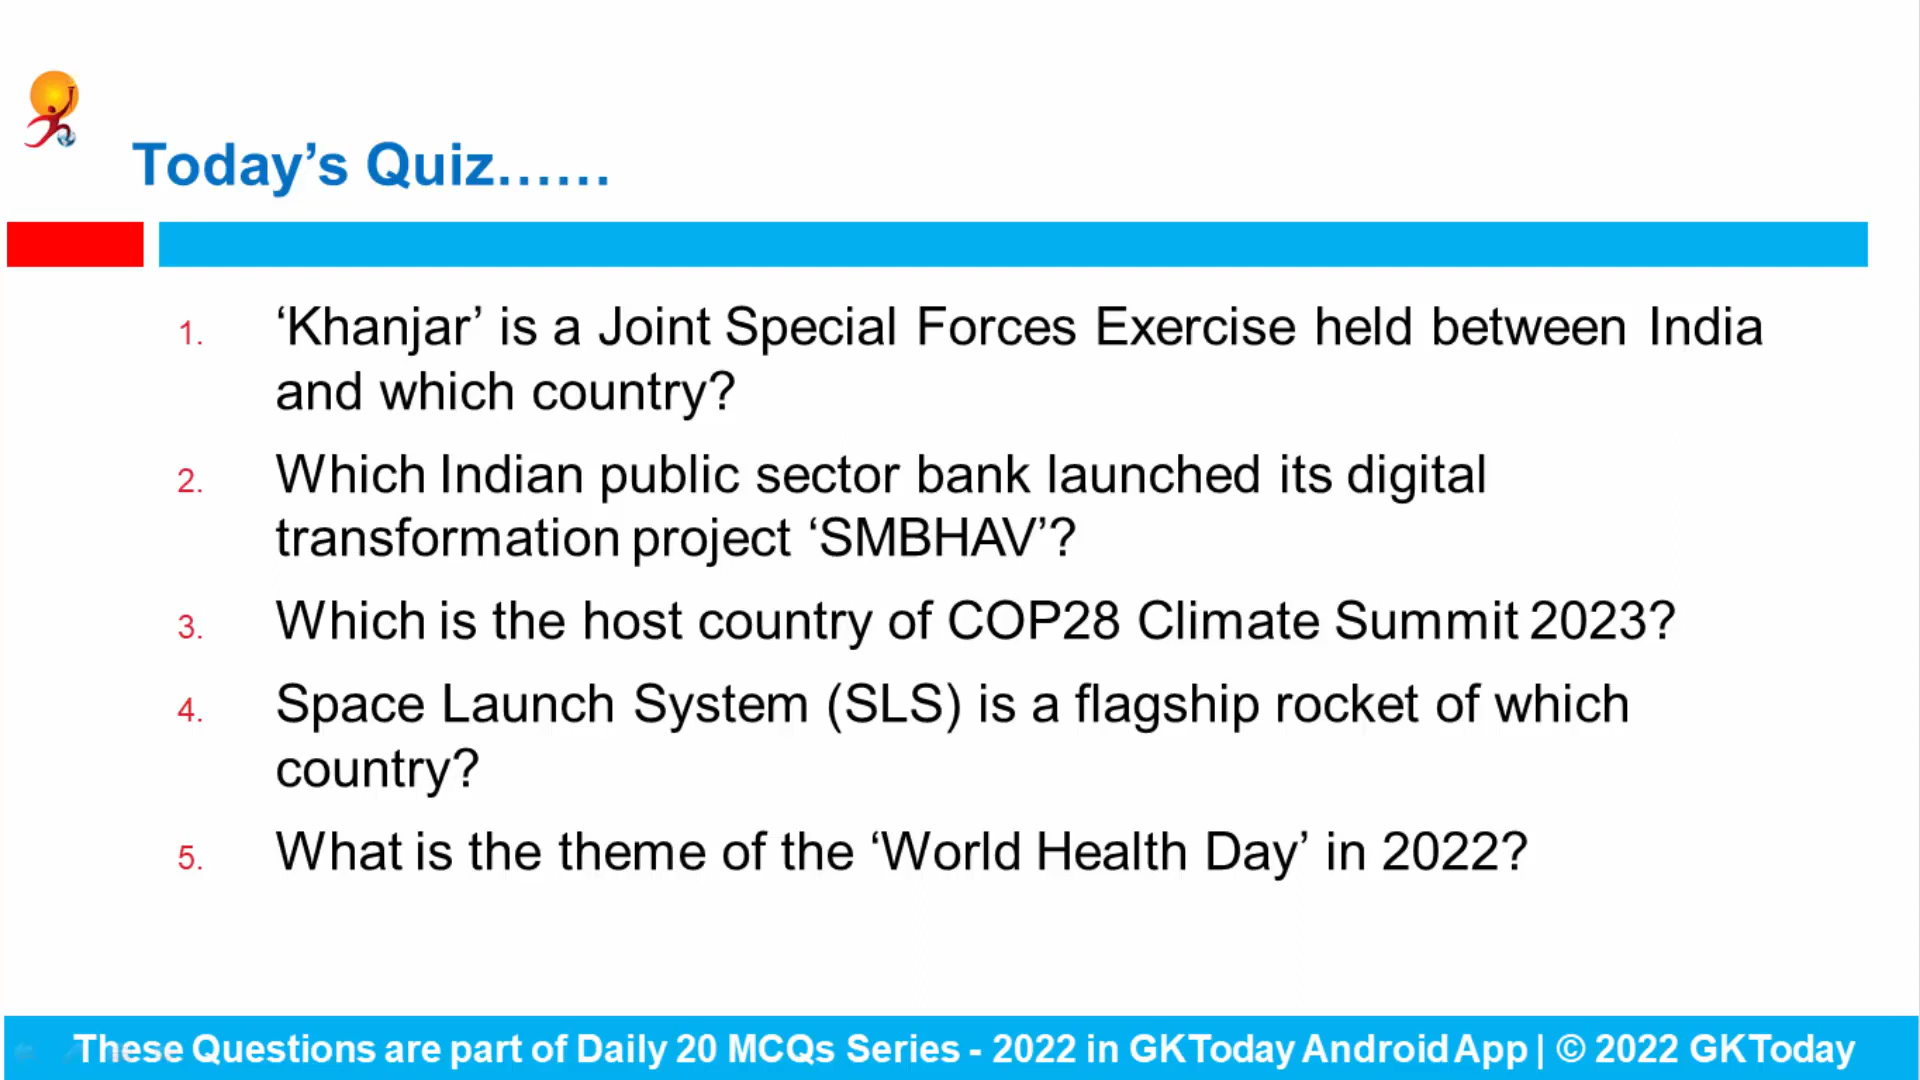 Today’s Quiz......
1. ‘Khanjar’ is a Joint Special Forces Exercise held between India
and which country?
2. Which Indian public sector bank launched its digital
transformation project ‘SMBHAV’?
3. Which is the host country of COP28 Climate Summit 2023?
4. Space Launch System (SLS) is a flagship rocket of which
country?
5. What is the theme of the ‘World Health Day’ in 2022?
These Questions are part of Daily 20 MCQs Series - 2022 in GKToday Android App | © 2022 GKToday